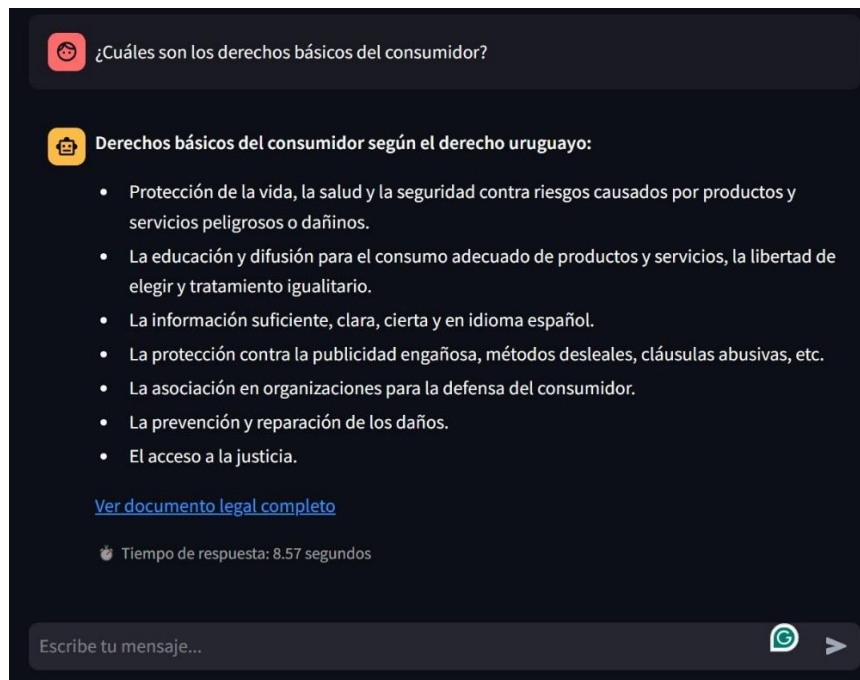 ¿Cuáles son los derechos básicos del consumidor?
Derechos básicos del consumidor según el derecho uruguayo:
• Protección de la vida, la salud y la seguridad contra riesgos causados por productos y
servicios peligrosos o dañinos.
• La educación y difusión para el consumo adecuado de productos y servicios, la libertad de
elegir y tratamiento igualitario.
• La información suficiente, clara, cierta y en idioma español.
• La protección contra la publicidad engañosa, métodos desleales, cláusulas abusivas, etc.
• La asociación en organizaciones para la defensa del consumidor.
• La prevención y reparación de los daños.
• El acceso a la justicia.
Ver documento legal completo
Tiempo de respuesta: 8.57 segundos
Escribe tu mensaje...